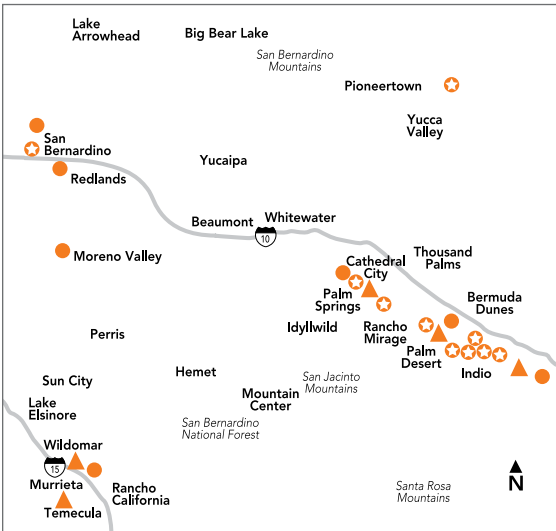 Lake
Arrowhead
Big Bear Lake
San Bernardino
Mountains
Pioneertown
Yucca
Valley
San
Bernardino
Redlands
Yucaipa
Beaumont
Whitewater
10
Moreno Valley
Cathedral
City
Thousand
Palms
Palm
Springs
Bermuda
Dunes
Idyllwild
Rancho
Mirage
Perris
Palm
Desert
Indio
Hemet
San Jacinto
Mountains
Sun City
Mountain
Center
Lake
Elsinore
San Bernardino
National Forest
Wildomar
15
Murrieta
Rancho
California
Temecula
Santa Rosa
Mountains
N